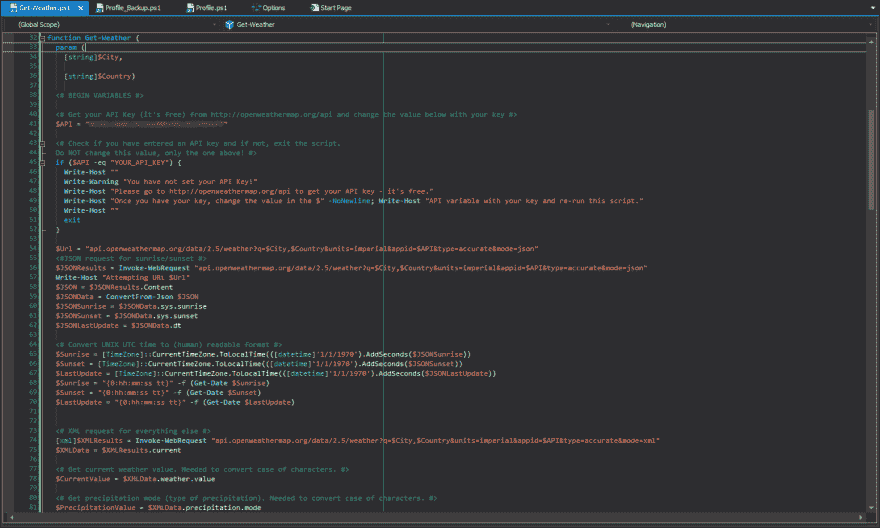 Get-Weather.ps1 Profile_Backup.ps1 Profile.ps1 Options Start Page
(Global Scope) Get-Weather (Navigation)
32 function Get-Weather {
33 param (
34 [string]$City,
35
36 [string]$Country)
37
38 <# BEGIN VARIABLES #>
39
40 <# Get your API Key (it's free) from http://openweathermap.org/api and change the value below with your key #>
41 $API = " "
42
43 <# Check if you have entered an API key and if not, exit the script.
44 Do NOT change this value, only the one above! #>
45 if ($API -eq "YOUR_API_KEY") {
46 Write-Host ""
47 Write-Warning "You have not set your API Key!"
48 Write-Host "Please go to http://openweathermap.org/api to get your API key - it's free."
49 Write-Host "Once you have your key, change the value in the $" -NoNewline; Write-Host "API variable with your key and re-run this script."
50 Write-Host ""
51 exit
52 }
53
54 $Url = "api.openweathermap.org/data/2.5/weather?q=$City,$Country&units=imperial&appid=$API&type=accurate&mode=json"
55 <#JSON request for sunrise/sunset #>
56 $JSONResults = Invoke-WebRequest "api.openweathermap.org/data/2.5/weather?q=$City,$Country&units=imperial&appid=$API&type=accurate&mode=json"
57 Write-Host "Attempting URL $Url"
58 $JSON = $JSONResults.Content
59 $JSONData = ConvertFrom-Json $JSON
60 $JSONSunrise = $JSONData.sys.sunrise
61 $JSONSunset = $JSONData.sys.sunset
62 $JSONLastUpdate = $JSONData.dt
63
64 <# Convert UNIX UTC time to (human) readable format #>
65 $Sunrise = [TimeZone]::CurrentTimeZone.ToLocalTime(([datetime]'1/1/1970').AddSeconds($JSONSunrise))
66 $Sunset = [TimeZone]::CurrentTimeZone.ToLocalTime(([datetime]'1/1/1970').AddSeconds($JSONSunset))
67 $LastUpdate = [TimeZone]::CurrentTimeZone.ToLocalTime(([datetime]'1/1/1970').AddSeconds($JSONLastUpdate))
68 $Sunrise = "{0:hh:mm:ss tt}" -f (Get-Date $Sunrise)
69 $Sunset = "{0:hh:mm:ss tt}" -f (Get-Date $Sunset)
70 $LastUpdate = "{0:hh:mm:ss tt}" -f (Get-Date $LastUpdate)
71
72
73 <# XML request for everything else #>
74 [xml]$XMLResults = Invoke-WebRequest "api.openweathermap.org/data/2.5/weather?q=$City,$Country&units=imperial&appid=$API&type=accurate&mode=xml"
75 $XMLData = $XMLResults.current
76
77 <# Get current weather value. Needed to convert case of characters. #>
78 $CurrentValue = $XMLData.weather.value
79
80 <# Get precipitation mode (type of precipitation). Needed to convert case of characters. #>
81 $PrecipitationValue = $XMLData.precipitation.mode